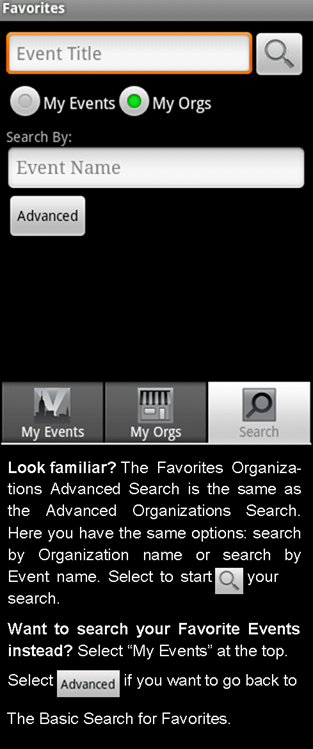 Favorites
Event Title
My Events My Orgs
Search By:
Event Name
Advanced
My Events My Orgs Search
Look familiar? The Favorites Organiza-
tions Advanced Search is the same as
the Advanced Organizations Search.
Here you have the same options: search
by Organization name or search by
Event name. Select to start your
search.
Want to search your Favorite Events
instead? Select “My Events” at the top.
Select Advanced if you want to go back to
The Basic Search for Favorites.